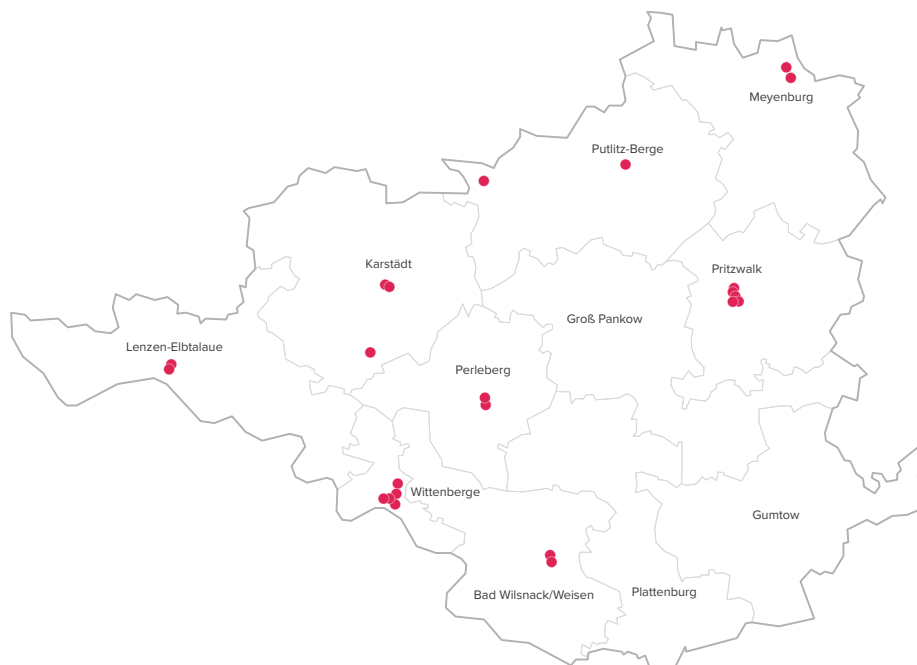 Meyenburg
Putlitz-Berge
Karstädt
Pritzwalk
Groß Pankow
Lenzen-Elbtalaue
Perleberg
Wittenberge
Gumtow
Bad Wilsnack/Weisen
Plattenburg